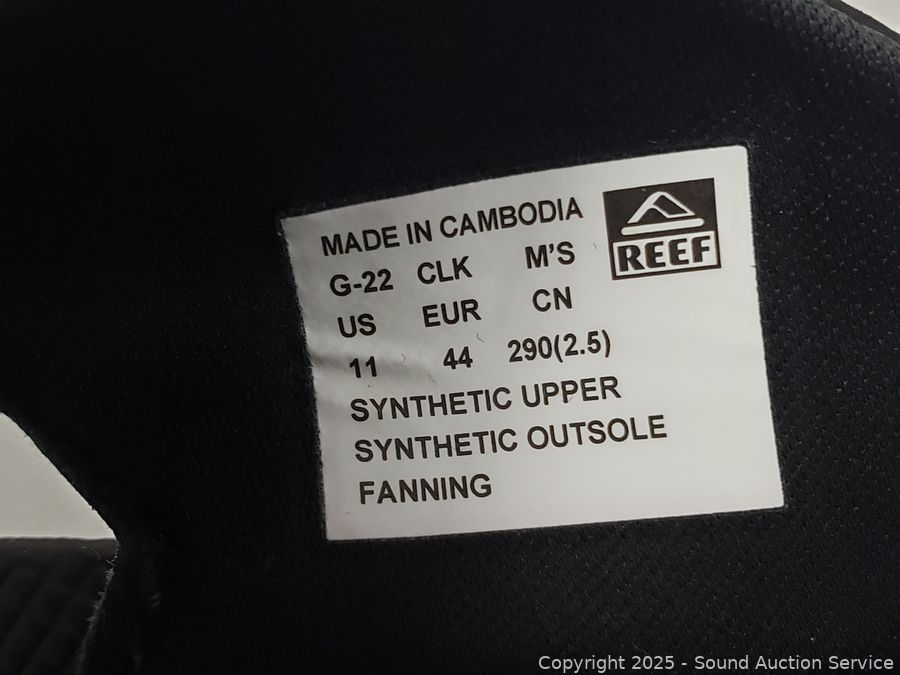 MADE IN CAMBODIA
REEF
G-22 CLK M'S
US EUR CN
11 44 290(2.5)
SYNTHETIC UPPER
SYNTHETIC OUTSOLE
FANNING
Copyright 2025 - Sound Auction Service